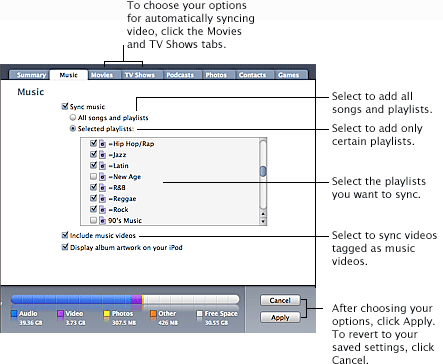 To choose your options
for automatically syncing
video, click the Movies
and TV Shows tabs.
Summary Music Movies TV Shows Podcasts Photos Contacts Games
Music
Sync music
All songs and playlists
Selected playlists:
=Hip Hop/Rap
=Jazz
=Latin
=New Age
=R&B
=Reggae
=Rock
90's Music
Include music videos
Display album artwork on your iPod
Select to add all
songs and playlists.
Select to add only
certain playlists.
Select the playlists
you want to sync.
Select to sync videos
tagged as music
videos.
Audio Video Photos Other Free Space
39.36 GB 3.73 GB 307.5 MB 426 MB 30.55 GB
Cancel
Apply
After choosing your
options, click Apply.
To revert to your
saved settings, click
Cancel.